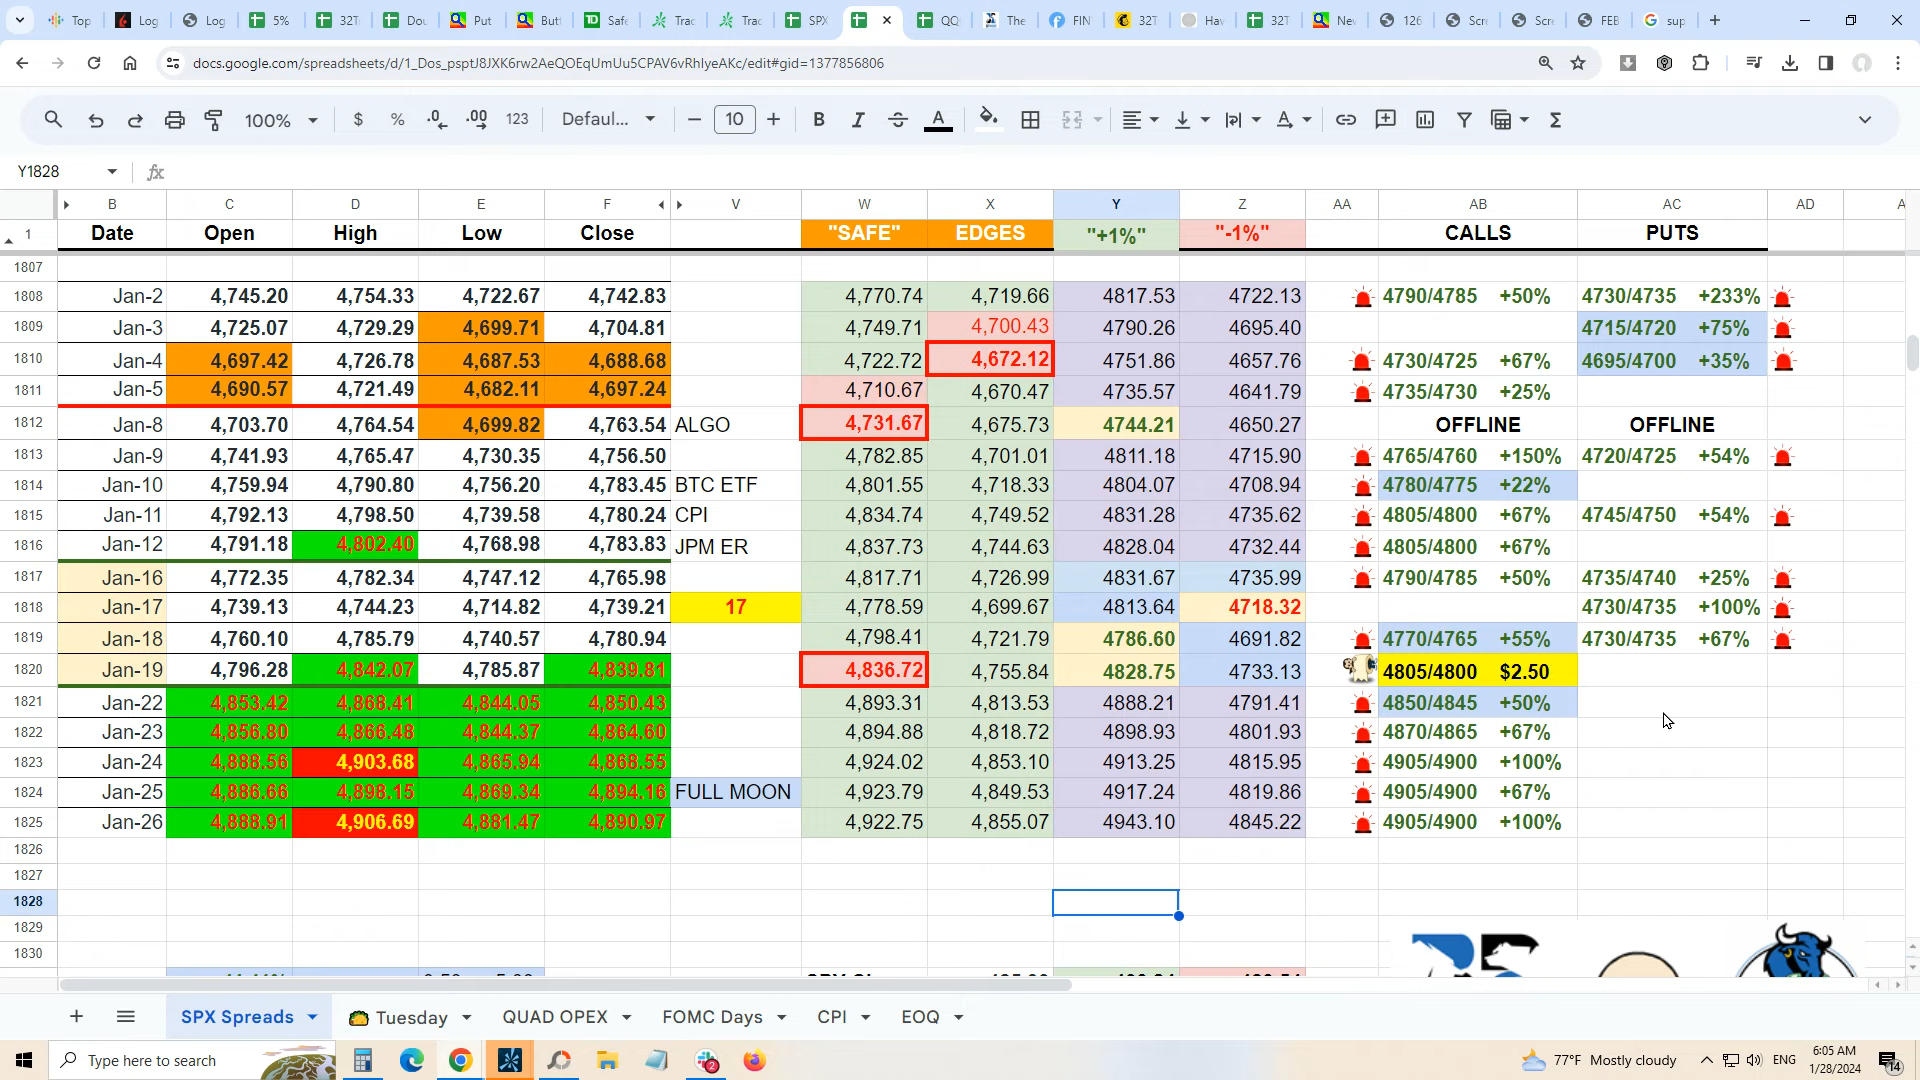 Top
Log
Log
5%
32T
Dou
Put
Butt
Safe
Trac
Trac
SPX
QQ
The
FIN
32T
Hav
32T
Nev
126
Scre
Scre
FEB
sup
docs.google.com/spreadsheets/d/1_Dos_psptJ8JXK6rw2AeQOEqUmUu5CPAV6vRhIyeAKc/edit#gid=1377856806
100% $ % .0 .00 123 Defaul... 10 B I A
Y1828 fx
B C D E F V W X Y Z AA AB AC AD A
1 Date Open High Low Close "SAFE" EDGES "+1%" "-1%" CALLS PUTS
1807
1808 Jan-2 4,745.20 4,754.33 4,722.67 4,742.83 4,770.74 4,719.66 4817.53 4722.13 4790/4785 +50% 4730/4735 +233%
1809 Jan-3 4,725.07 4,729.29 4,699.71 4,704.81 4,749.71 4,700.43 4790.26 4695.40 4715/4720 +75%
1810 Jan-4 4,697.42 4,726.78 4,687.53 4,688.68 4,722.72 4,672.12 4751.86 4657.76 4730/4725 +67% 4695/4700 +35%
1811 Jan-5 4,690.57 4,721.49 4,682.11 4,697.24 4,710.67 4,670.47 4735.57 4641.79 4735/4730 +25%
1812 Jan-8 4,703.70 4,764.54 4,699.82 4,763.54 ALGO 4,731.67 4,675.73 4744.21 4650.27 OFFLINE OFFLINE
1813 Jan-9 4,741.93 4,765.47 4,730.35 4,756.50 4,782.85 4,701.01 4811.18 4715.90 4765/4760 +150% 4720/4725 +54%
1814 Jan-10 4,759.94 4,790.80 4,756.20 4,783.45 BTC ETF 4,801.55 4,718.33 4804.07 4708.94 4780/4775 +22%
1815 Jan-11 4,792.13 4,798.50 4,739.58 4,780.24 CPI 4,834.74 4,749.52 4831.28 4735.62 4805/4800 +67% 4745/4750 +54%
1816 Jan-12 4,791.18 4,802.40 4,768.98 4,783.83 JPM ER 4,837.73 4,744.63 4828.04 4732.44 4805/4800 +67%
1817 Jan-16 4,772.35 4,782.34 4,747.12 4,765.98 4,817.71 4,726.99 4831.67 4735.99 4790/4785 +50% 4735/4740 +25%
1818 Jan-17 4,739.13 4,744.23 4,714.82 4,739.21 17 4,778.59 4,699.67 4813.64 4718.32 4730/4735 +100%
1819 Jan-18 4,760.10 4,785.79 4,740.57 4,780.94 4,798.41 4,721.79 4786.60 4691.82 4770/4765 +55% 4730/4735 +67%
1820 Jan-19 4,796.28 4,842.07 4,785.87 4,839.81 4,836.72 4,755.84 4828.75 4733.13 4805/4800 $2.50
1821 Jan-22 4,853.42 4,868.41 4,844.05 4,850.43 4,893.31 4,813.53 4888.21 4791.41 4850/4845 +50%
1822 Jan-23 4,856.80 4,866.48 4,844.37 4,864.60 4,894.88 4,818.72 4898.93 4801.93 4870/4865 +67%
1823 Jan-24 4,888.56 4,903.68 4,865.94 4,868.55 4,924.02 4,853.10 4913.25 4815.95 4905/4900 +100%
1824 Jan-25 4,886.66 4,898.15 4,869.34 4,894.16 FULL MOON 4,923.79 4,849.53 4917.24 4819.86 4905/4900 +67%
1825 Jan-26 4,888.91 4,906.69 4,881.47 4,890.97 4,922.75 4,855.07 4943.10 4845.22 4905/4900 +100%
1826
1827
1828
1829
1830
SPX Spreads Tuesday QUAD OPEX FOMC Days CPI EOQ
Type here to search
2
77°F Mostly cloudy ENG
6:05 AM
1/28/2024
14